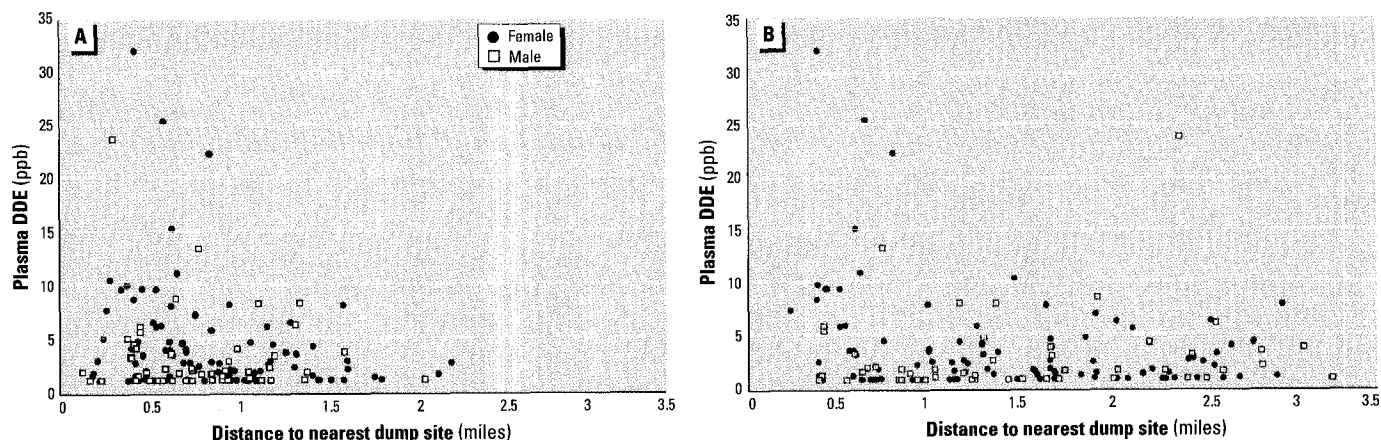 A
● Female
□ Male
Plasma DDE (ppb)
35
30
25
20
15
10
5
0
0 0.5 1 1.5 2 2.5 3 3.5
Distance to nearest dump site (miles)
B
Plasma DDE (ppb)
35
30
25
20
15
10
5
0
0 0.5 1 1.5 2 2.5 3 3.5
Distance to nearest dump site (miles)